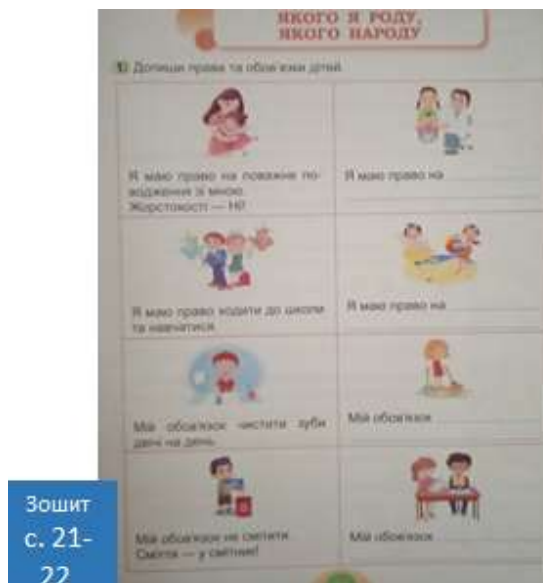 ЯКОГО Я РОДУ,
ЯКОГО НАРОДУ
1 Допиши права та обов'язки дітей.
Я маю право на поважне по-
водження зі мною.
Жорстокості — НІ!
Я маю право на
Я маю право ходити до школи
та навчатися.
Я маю право на
Мій обов'язок чистити зуби
двічі на день.
Мій обов'язок
Мій обов'язок не смітити.
Сміття — у смітник!
Мій обов'язок
Зошит
с. 21-
22